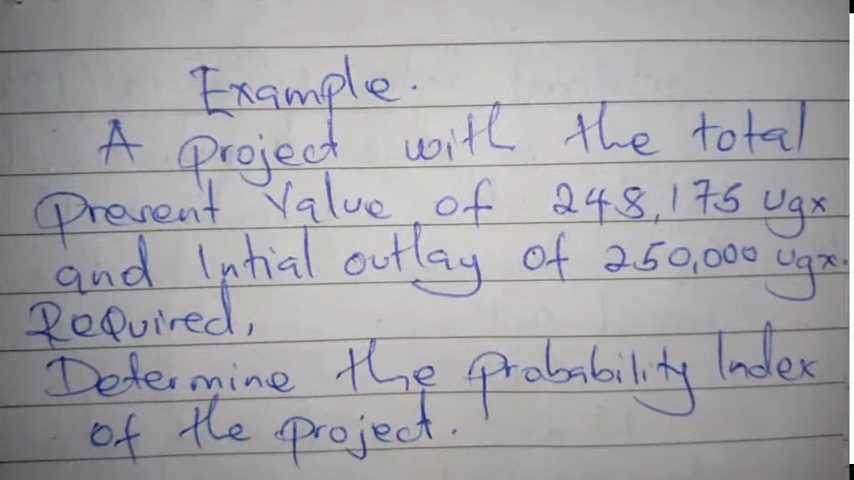 Example.
A project with the total
Present Value of 248,175 Ugx
and Intial outlay of 250,000 Ugx.
Required,
Determine the probability Index
of the project.